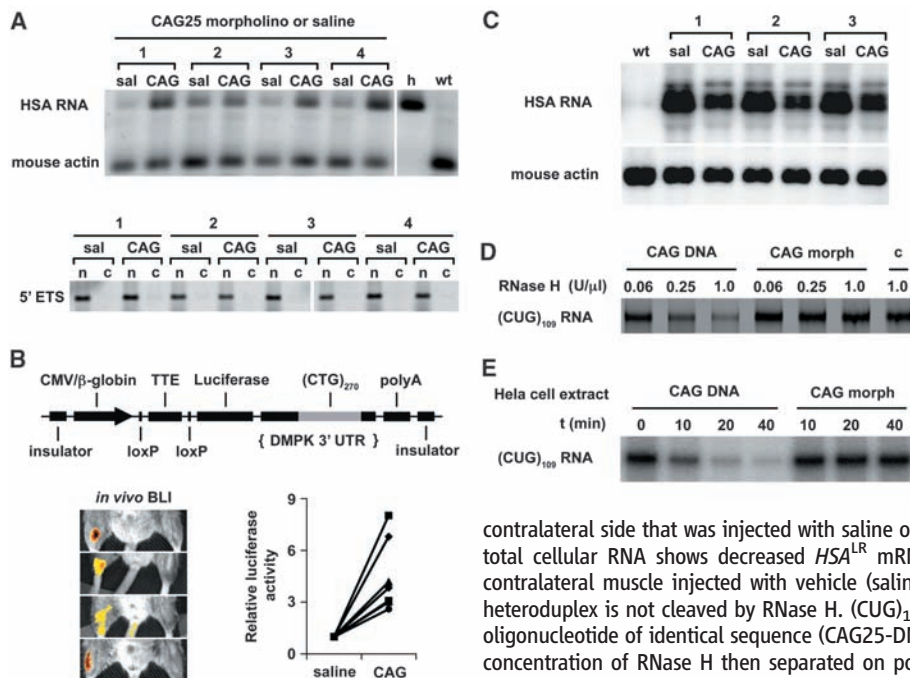 A
CAG25 morpholino or saline
1 2 3 4
sal CAG sal CAG sal CAG sal CAG h wt
HSA RNA
mouse actin
1 2 3 4
sal CAG sal CAG sal CAG sal CAG
n c n c n c n c n c n c n c n c
5' ETS
B
CMV/β-globin TTE Luciferase (CTG)270 polyA
insulator loxP loxP { DMPK 3' UTR } insulator
in vivo BLI
Relative luciferase activity
9
6
3
0
saline CAG
C
1 2 3
wt sal CAG sal CAG sal CAG
HSA RNA
mouse actin
D
CAG DNA CAG morph c
RNase H (U/μl) 0.06 0.25 1.0 0.06 0.25 1.0 1.0
(CUG)109 RNA
E
Hela cell extract CAG DNA CAG morph
t (min) 0 10 20 40 10 20 40
(CUG)109 RNA
contralateral side that was injected with saline
total cellular RNA shows decreased HSALR
contralateral muscle injected with vehicle
heteroduplex is not cleaved by RNase H.
oligonucleotide of identical sequence
concentration of RNase H then separated on